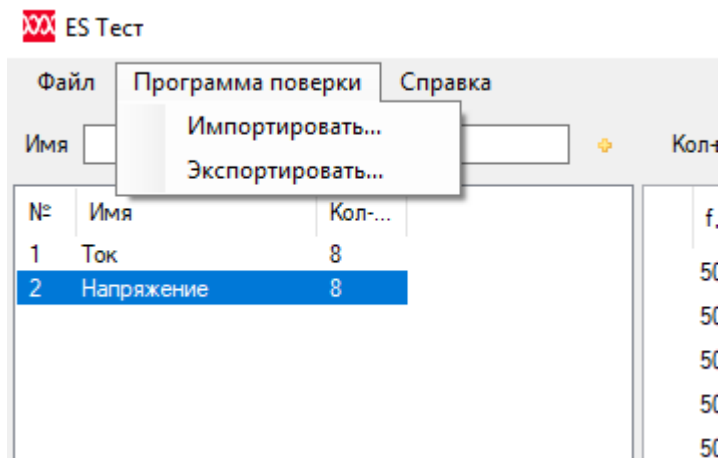 ES Тест
Файл Программа поверки Справка
Импортировать...
Экспортировать...
Имя
№ Имя Кол-...
1 Ток 8
2 Напряжение 8
f,
50
50
50
50
50